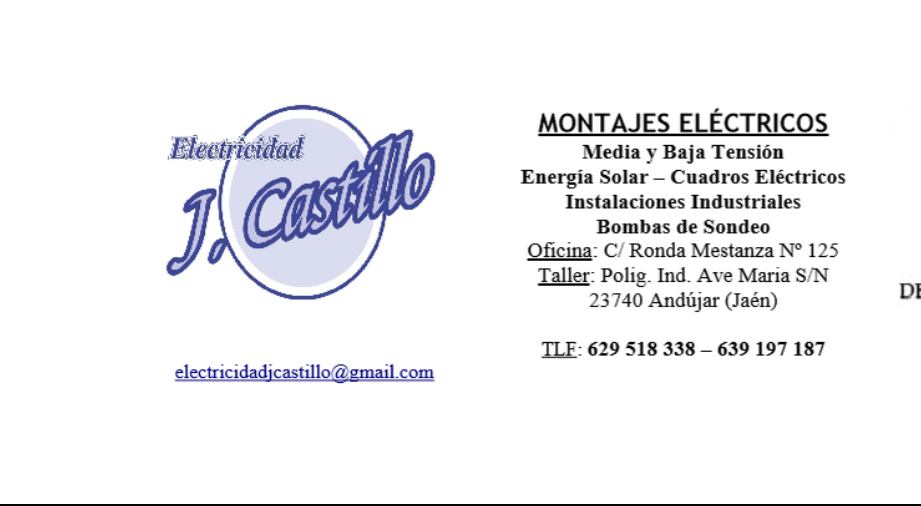 Electricidad
J. Castillo
electricidadjcastillo@gmail.com
MONTAJES ELÉCTRICOS
Media y Baja Tensión
Energía Solar – Cuadros Eléctricos
Instalaciones Industriales
Bombas de Sondeo
Oficina: C/ Ronda Mestanza Nº 125
Taller: Polig. Ind. Ave Maria S/N
23740 Andújar (Jaén)
TLF: 629 518 338 – 639 197 187